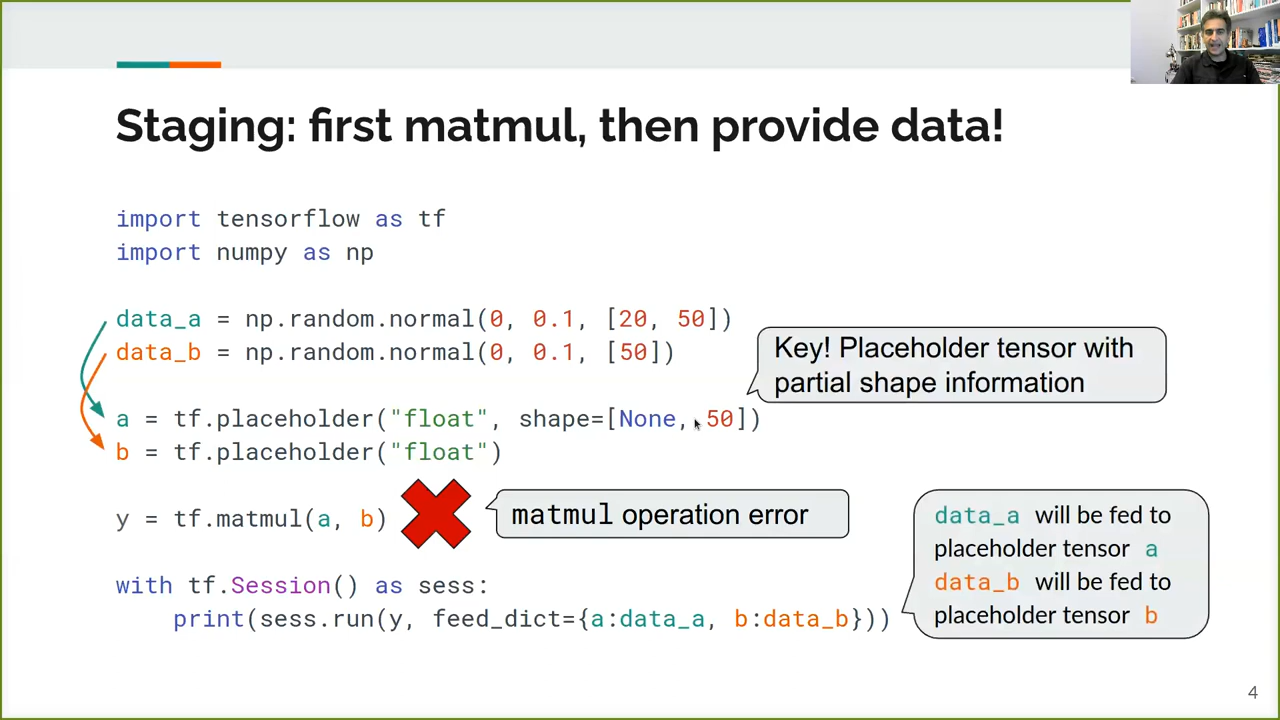 Staging: first matmul, then provide data!
import tensorflow as tf
import numpy as np
data_a = np.random.normal(0, 0.1, [20, 50])
data_b = np.random.normal(0, 0.1, [50])
Key! Placeholder tensor with
partial shape information
a = tf.placeholder("float", shape=[None, 50])
b = tf.placeholder("float")
y = tf.matmul(a, b)
matmul operation error
data_a will be fed to
placeholder tensor a
data_b will be fed to
placeholder tensor b
with tf.Session() as sess:
print(sess.run(y, feed_dict={a:data_a, b:data_b}))
4